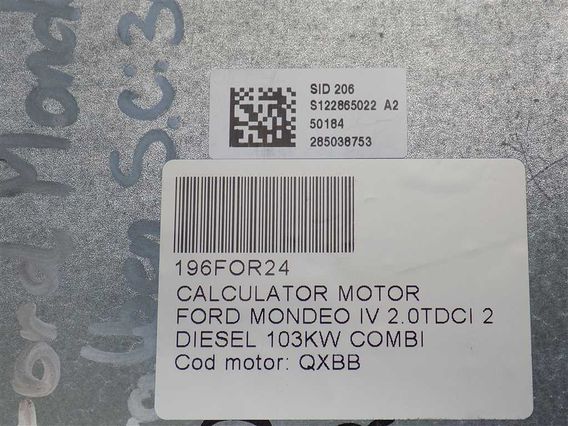 SID 206
S122865022 A2
50184
285038753
196FOR24
CALCULATOR MOTOR
FORD MONDEO IV 2.0TDCI 2
DIESEL 103KW COMBI
Cod motor: QXBB
S.C:3